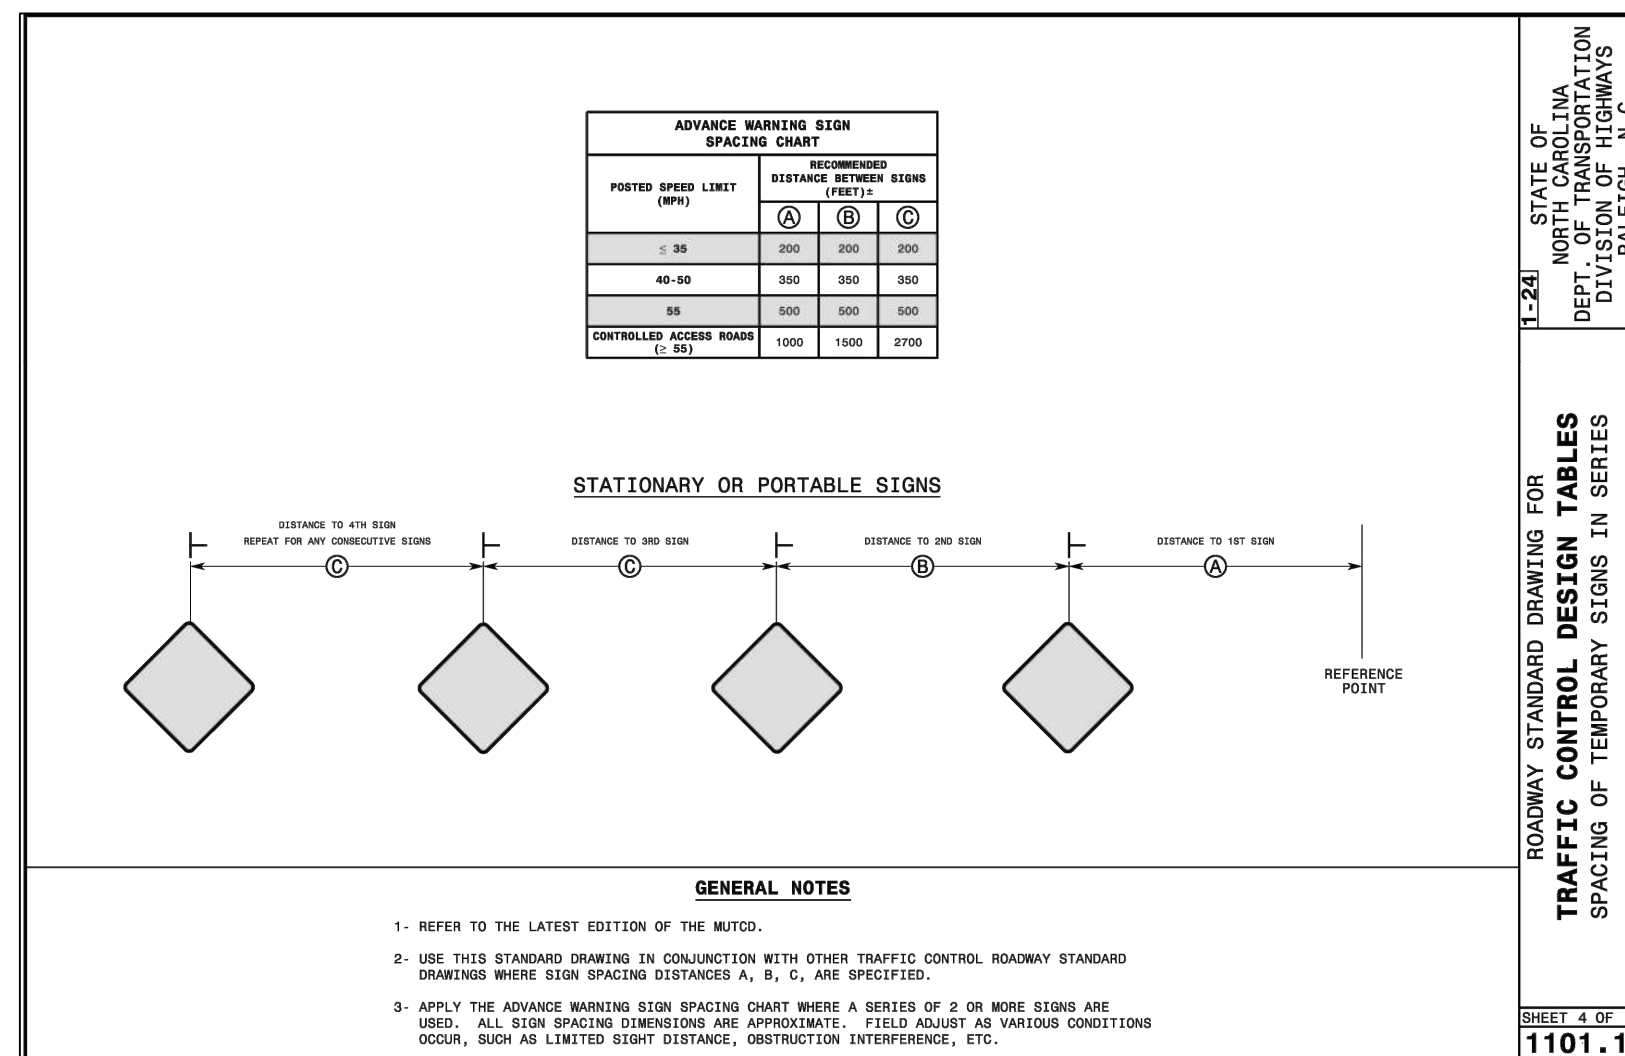 ADVANCE WARNING SIGN
SPACING CHART
POSTED SPEED LIMIT
(MPH)
RECOMMENDED
DISTANCE BETWEEN SIGNS
(FEET)±
A B C
≤ 35 200 200 200
40-50 350 350 350
55 500 500 500
CONTROLLED ACCESS ROADS
(≥ 55)
1000 1500 2700
STATIONARY OR PORTABLE SIGNS
DISTANCE TO 4TH SIGN
REPEAT FOR ANY CONSECUTIVE SIGNS
C
DISTANCE TO 3RD SIGN
C
DISTANCE TO 2ND SIGN
B
DISTANCE TO 1ST SIGN
A
REFERENCE
POINT
GENERAL NOTES
1- REFER TO THE LATEST EDITION OF THE MUTCD.
2- USE THIS STANDARD DRAWING IN CONJUNCTION WITH OTHER TRAFFIC CONTROL ROADWAY STANDARD
DRAWINGS WHERE SIGN SPACING DISTANCES A, B, C, ARE SPECIFIED.
3- APPLY THE ADVANCE WARNING SIGN SPACING CHART WHERE A SERIES OF 2 OR MORE SIGNS ARE
USED. ALL SIGN SPACING DIMENSIONS ARE APPROXIMATE. FIELD ADJUST AS VARIOUS CONDITIONS
OCCUR, SUCH AS LIMITED SIGHT DISTANCE, OBSTRUCTION INTERFERENCE, ETC.
1-24
STATE OF
NORTH CAROLINA
DEPT. OF TRANSPORTATION
DIVISION OF HIGHWAYS
ROADWAY STANDARD DRAWING FOR
TRAFFIC CONTROL DESIGN TABLES
SPACING OF TEMPORARY SIGNS IN SERIES
SHEET 4 OF
1101.1